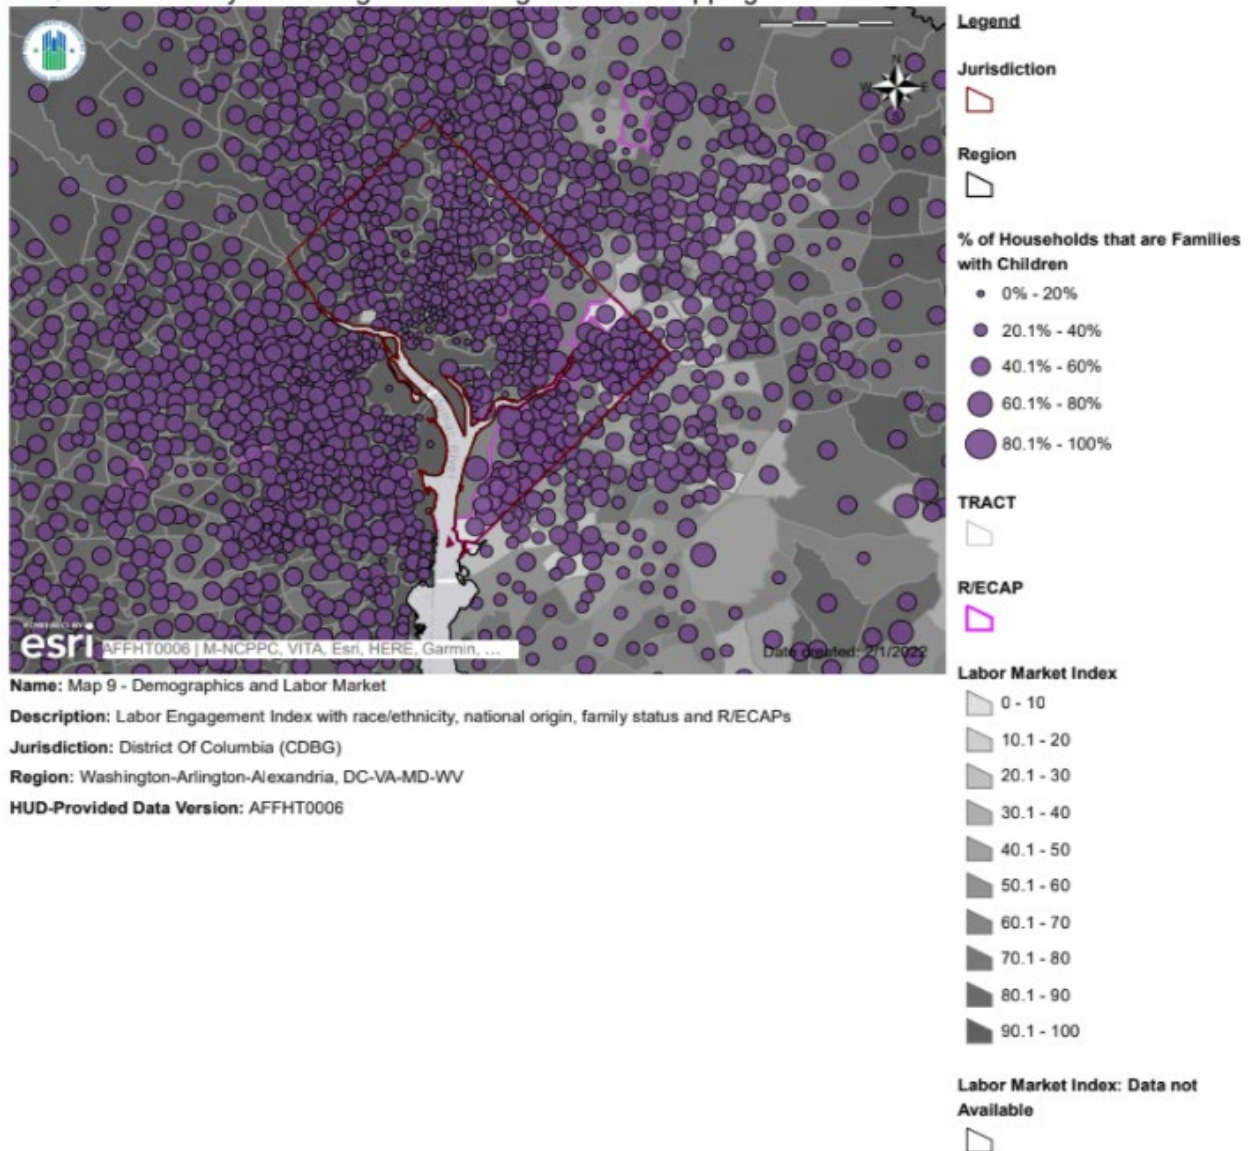 Legend
Jurisdiction
Region
% of Households that are Families
with Children
0% - 20%
20.1% - 40%
40.1% - 60%
60.1% - 80%
80.1% - 100%
TRACT
R/ECAP
Labor Market Index
0 - 10
10.1 - 20
20.1 - 30
30.1 - 40
40.1 - 50
50.1 - 60
60.1 - 70
70.1 - 80
80.1 - 90
90.1 - 100
Labor Market Index: Data not
Available
N
W
E
S
POWERED BY
esri
AFFHT0006 | M-NCPPC, VITA, Esri, HERE, Garmin, ...
Date created: 2/1/2022
Name: Map 9 - Demographics and Labor Market
Description: Labor Engagement Index with race/ethnicity, national origin, family status and R/ECAPs
Jurisdiction: District Of Columbia (CDBG)
Region: Washington-Arlington-Alexandria, DC-VA-MD-WV
HUD-Provided Data Version: AFFHT0006